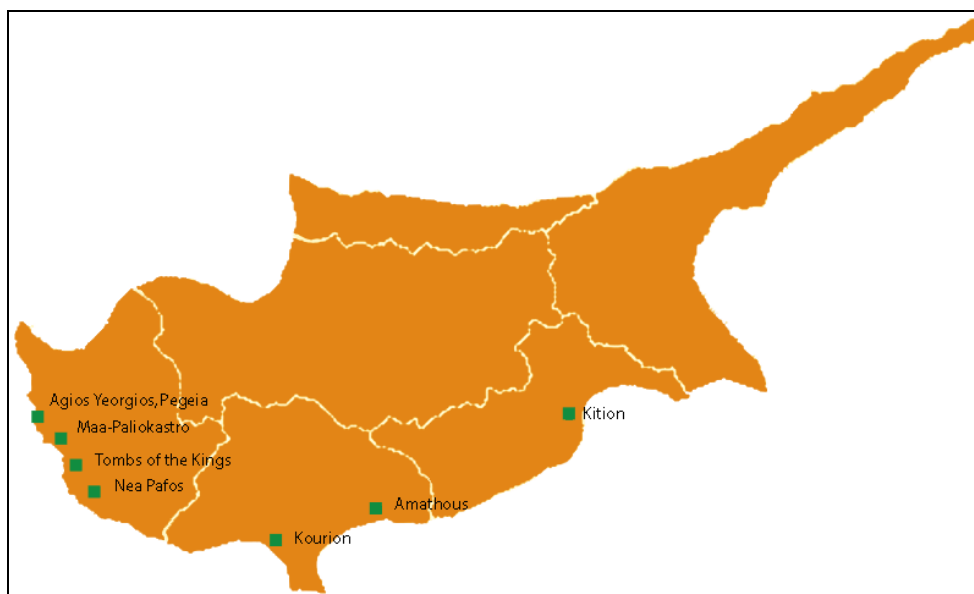 Agios Yeorgios,Pegeia
Maa-Paliokastro
Tombs of the Kings
Nea Pafos
Kition
Amathous
Kourion